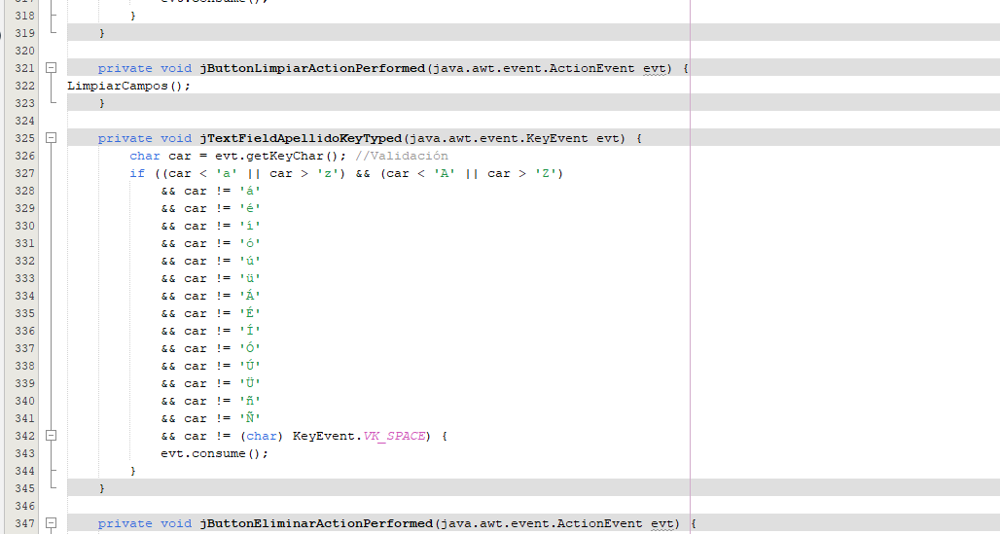 318 }
319 }
320
321 private void jButtonLimpiarActionPerformed(java.awt.event.ActionEvent evt) {
322 LimpiarCampos();
323 }
324
325 private void jTextFieldApellidoKeyTyped(java.awt.event.KeyEvent evt) {
326 char car = evt.getKeyChar(); //Validación
327 if ((car < 'a' || car > 'z') && (car < 'A' || car > 'Z')
328 && car != 'á'
329 && car != 'é'
330 && car != 'í'
331 && car != 'ó'
332 && car != 'ú'
333 && car != 'ü'
334 && car != 'Á'
335 && car != 'É'
336 && car != 'Í'
337 && car != 'Ó'
338 && car != 'Ú'
339 && car != 'Ü'
340 && car != 'ñ'
341 && car != 'Ñ'
342 && car != (char) KeyEvent.VK_SPACE) {
343 evt.consume();
344 }
345 }
346
347 private void jButtonEliminarActionPerformed(java.awt.event.ActionEvent evt) {